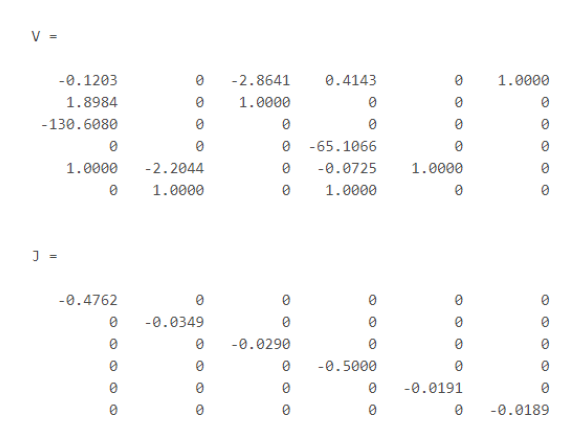 V =
-0.1203 0 -2.8641 0.4143 0 1.0000
1.8984 0 1.0000 0 0 0
-130.6080 0 0 0 0 0
0 0 0 -65.1066 0 0
1.0000 -2.2044 0 -0.0725 1.0000 0
0 1.0000 0 1.0000 0 0
J =
-0.4762 0 0 0 0 0
0 -0.0349 0 0 0 0
0 0 -0.0290 0 0 0
0 0 0 -0.5000 0 0
0 0 0 0 -0.0191 0
0 0 0 0 0 -0.0189